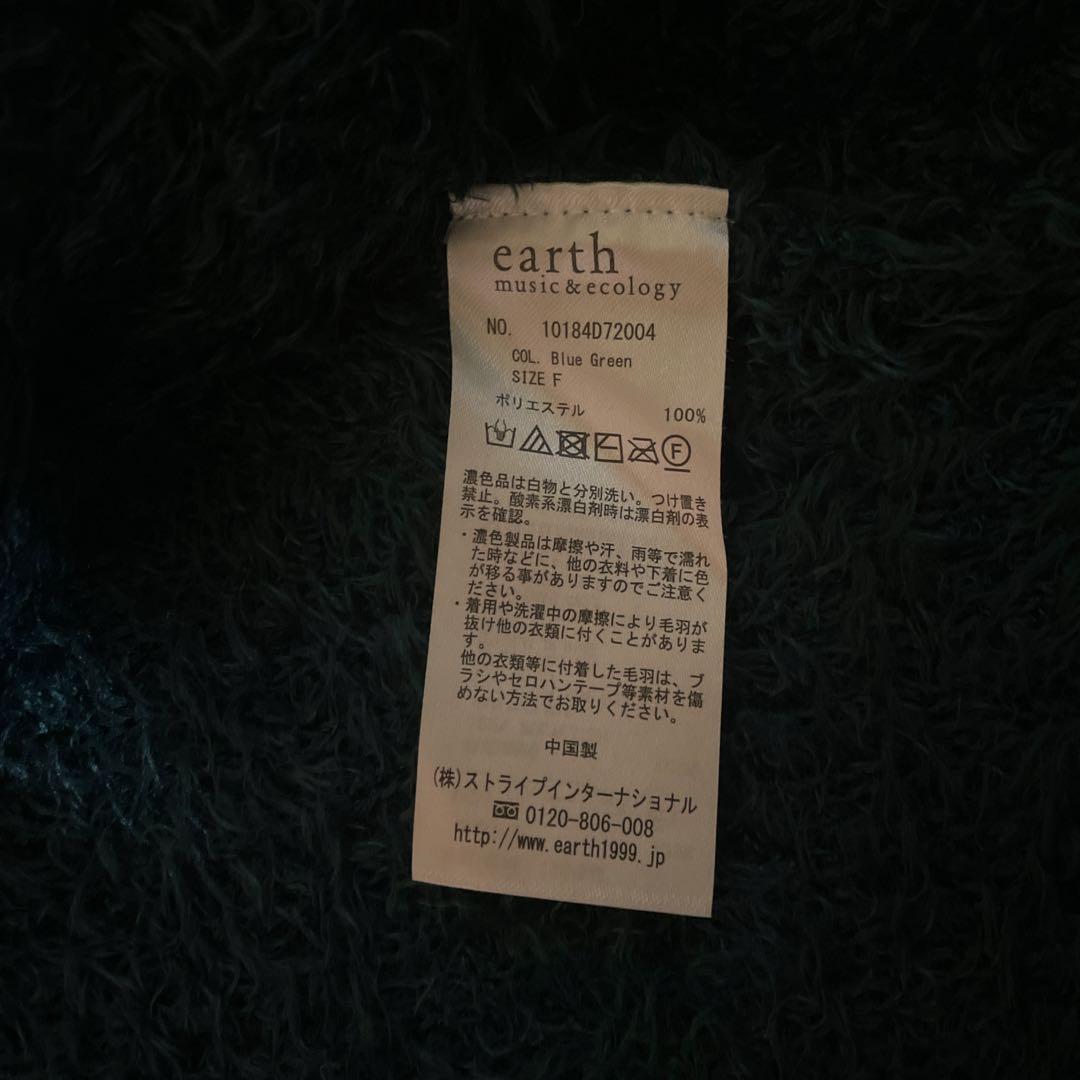 earth
music&ecology
NO. 10184D72004
COL. Blue Green
SIZE F
ポリエステル 100%
F
濃色品は白物と分別洗い。つけ置き
禁止。酸素系漂白剤時は漂白剤の表
示を確認。
・濃色製品は摩擦や汗、雨等で濡れ
た時などに、他の衣料や下着に色
が移る事がありますのでご注意く
ださい。
・着用や洗濯中の摩擦により毛羽が
抜け他の衣類に付くことがありま
す。
他の衣類等に付着した毛羽は、ブ
ラシやセロハンテープ等素材を傷
めない方法でお取りください。
中国製
(株)ストライプインターナショナル
0120-806-008
http://www.earth1999.jp